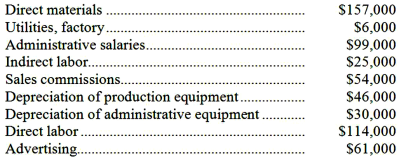 Direct materials ................................................ $157,000
Utilities, factory ................................................ $6,000
Administrative salaries ........................................ $99,000
Indirect labor ..................................................... $25,000
Sales commissions ............................................. $54,000
Depreciation of production equipment ................. $46,000
Depreciation of administrative equipment ............ $30,000
Direct labor ........................................................ $114,000
Advertising ......................................................... $61,000